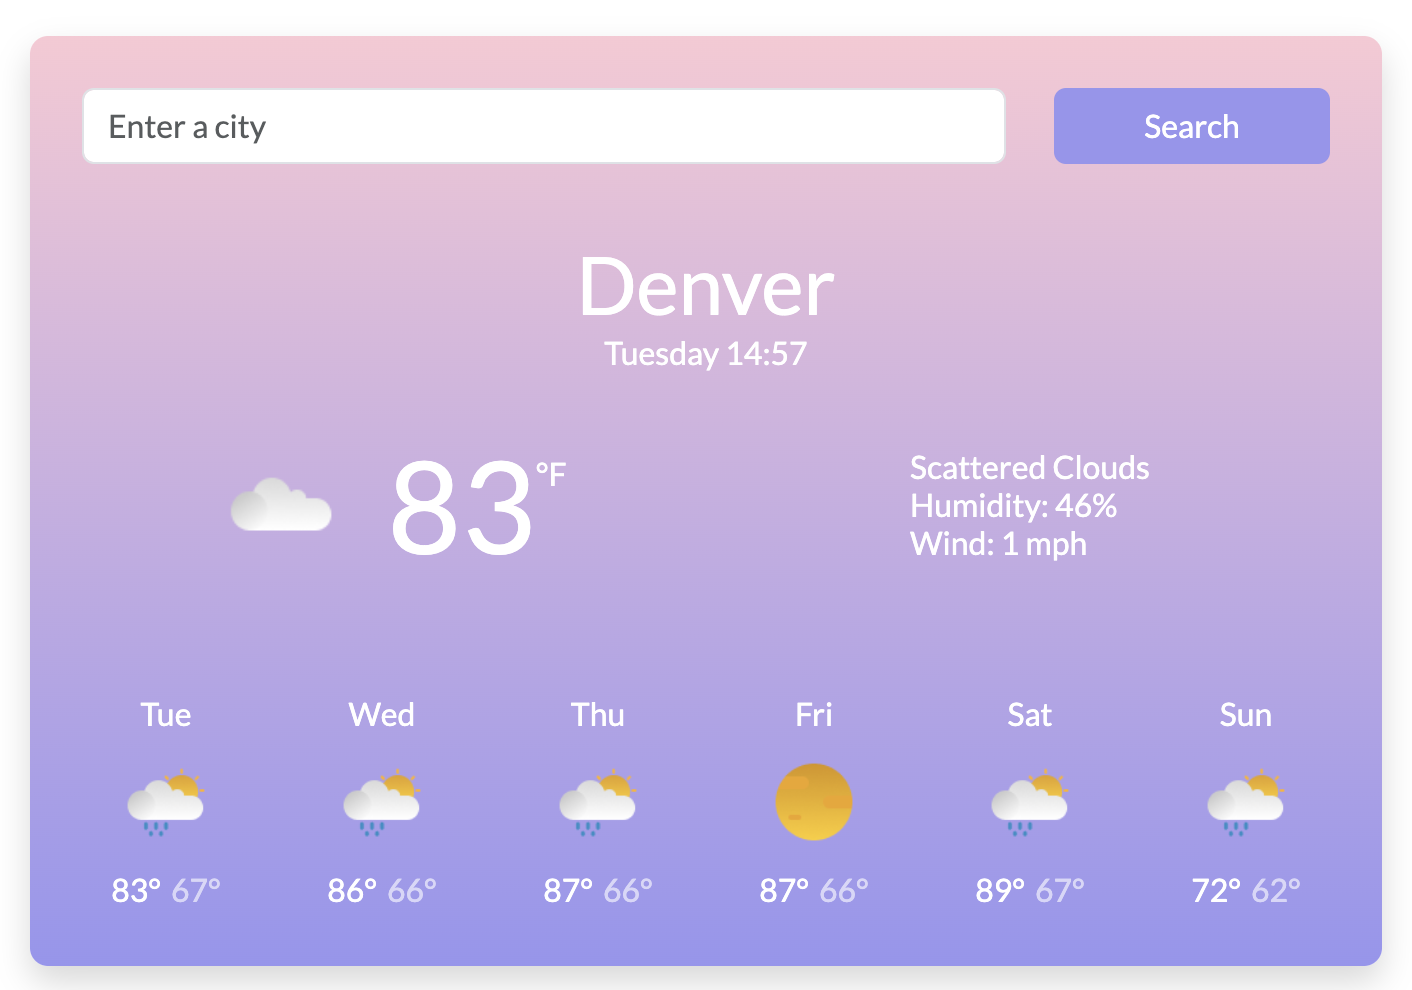 Enter a city
Search
Denver
Tuesday 14:57
83°F
Scattered Clouds
Humidity: 46%
Wind: 1 mph
Tue Wed Thu Fri Sat Sun
83° 67° 86° 66° 87° 66° 87° 66° 89° 67° 72° 62°